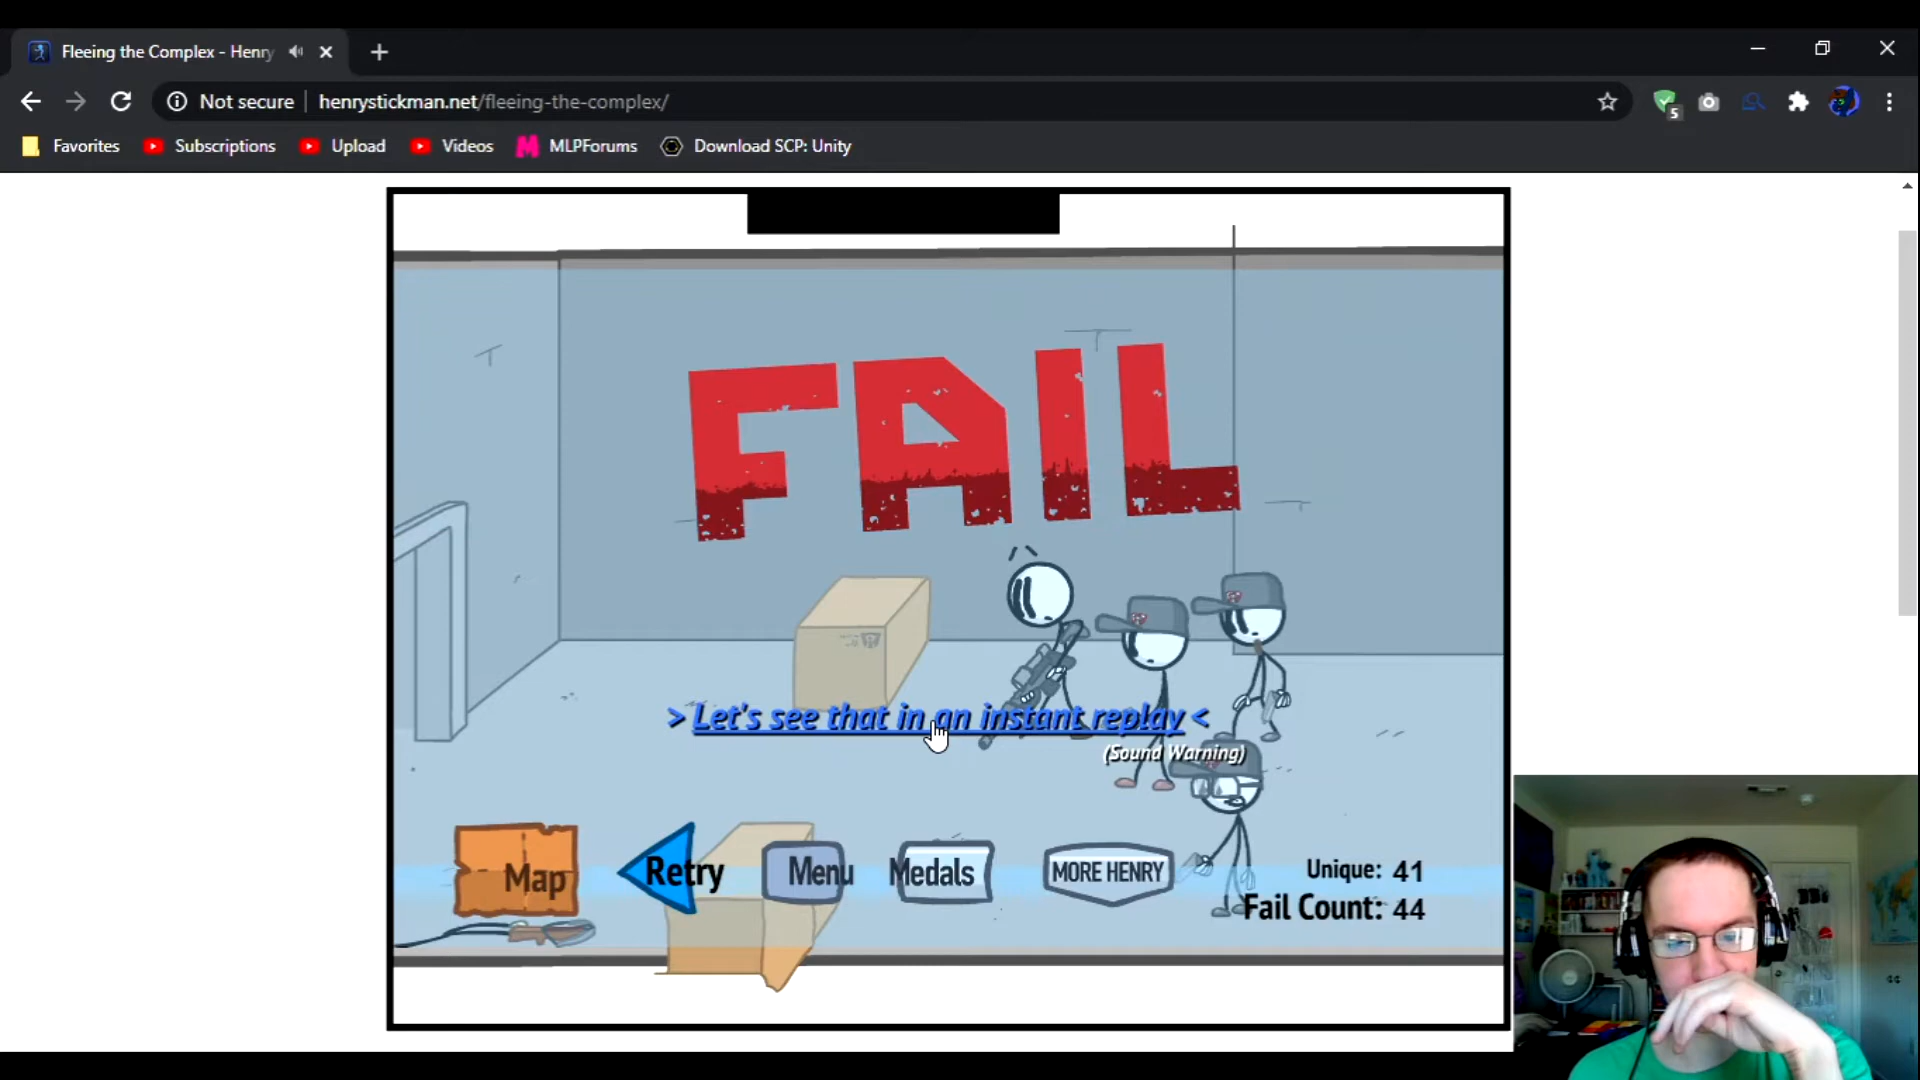 Fleeing the Complex - Henry
Not secure henrystickman.net/fleeing-the-complex/
5
Favorites Subscriptions Upload Videos MLPForums Download SCP: Unity
FAIL
> Let's see that in an instant replay <
(Sound Warning)
Map Retry Menu Medals MORE HENRY Unique: 41
Fail Count: 44